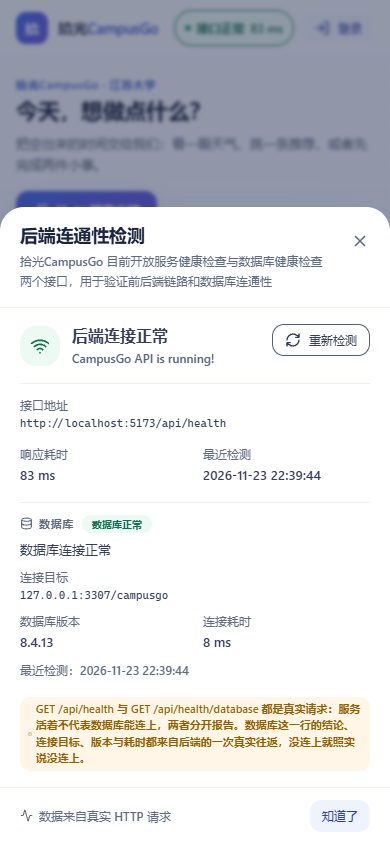 拾
拾光CampusGo
接口正常 83 ms
登录
拾光CampusGo · 江苏大学
今天，想做点什么？
后端连通性检测
拾光CampusGo 目前开放服务健康检查与数据库健康检查
两个接口，用于验证前后端链路和数据库连通性
后端连接正常
CampusGo API is running!
重新检测
接口地址
http://localhost:5173/api/health
响应耗时
最近检测
83 ms
2026-11-23 22:39:44
数据库
数据库正常
数据库连接正常
连接目标
127.0.0.1:3307/campusgo
数据库版本
连接耗时
8.4.13
8 ms
最近检测：2026-11-23 22:39:44
GET /api/health 与 GET /api/health/database 都是真实请求：服务
活着不代表数据库能连上，两者分开报告。数据库这一行的结论、
连接目标、版本与耗时都来自后端的一次真实往返，没连上就照实
说没连上。
数据来自真实 HTTP 请求
知道了